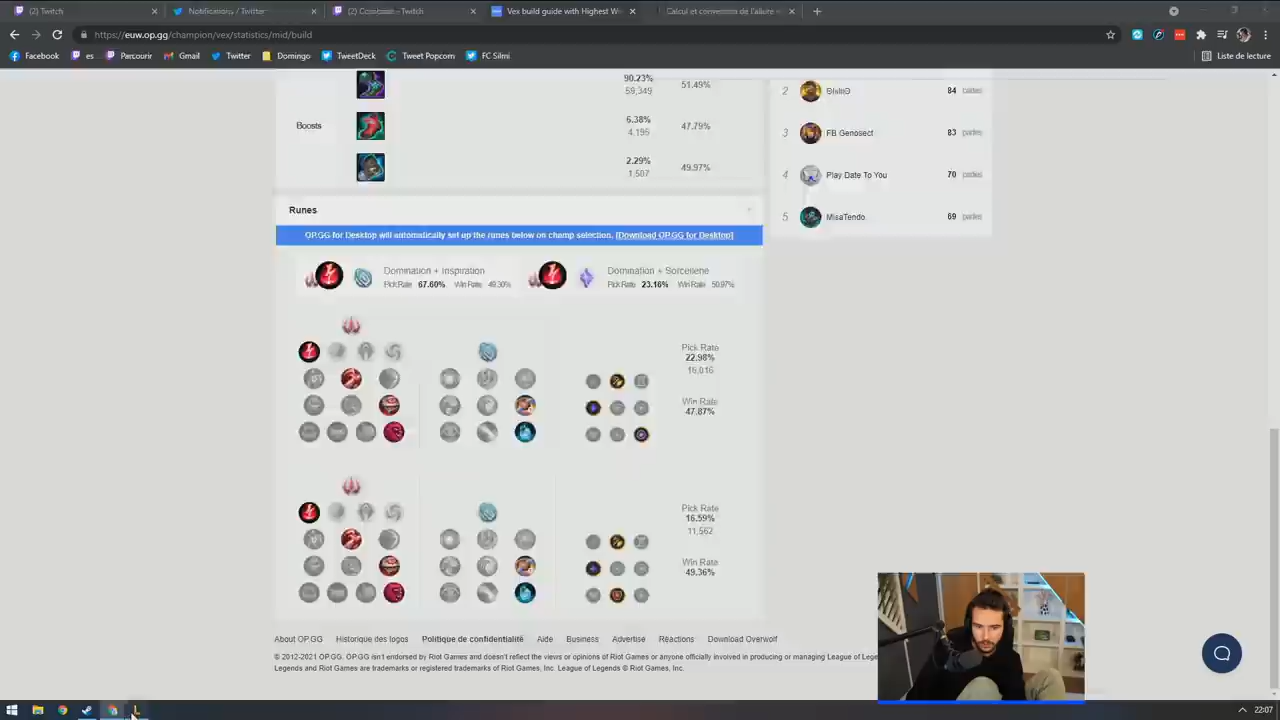 (2) Twitch
Notifications / Twitter
(2) - Twitch
Vex build guide with Highest Wi
Calcul et conversion de l'allure
https://euw.op.gg/champion/vex/statistics/mid/build
Facebook
es
Parcourir
Gmail
Twitter
Domingo
TweetDeck
Tweet Popcorn
FC Silmi
Liste de lecture
Boosts
90.23%
59,349
51.49%
6.38%
4,195
47.79%
2.29%
1,507
49.97%
2
84 parties
3 FB Genosect 83 parties
4 Play Date To You 70 parties
5 MisaTendo 69 parties
Runes
OP.GG for Desktop will automatically set up the runes below on champ selection. [Download OP.GG for Desktop]
Domination + Inspiration
Pick Rate 67.60% Win Rate 49.30%
Domination + Sorcellerie
Pick Rate 23.16% Win Rate 50.97%
Pick Rate
22.98%
16,016
Win Rate
47.87%
Pick Rate
16.59%
11,562
Win Rate
49.36%
About OP.GG
Historique des logos
Politique de confidentialité
Aide
Business
Advertise
Réactions
Download Overwolf
© 2012-2021 OP.GG. OP.GG isn't endorsed by Riot Games and doesn't reflect the views or opinions of Riot Games or anyone officially involved in producing or managing League of Le
Legends and Riot Games are trademarks or registered trademarks of Riot Games, Inc. League of Legends © Riot Games, Inc.
22:07